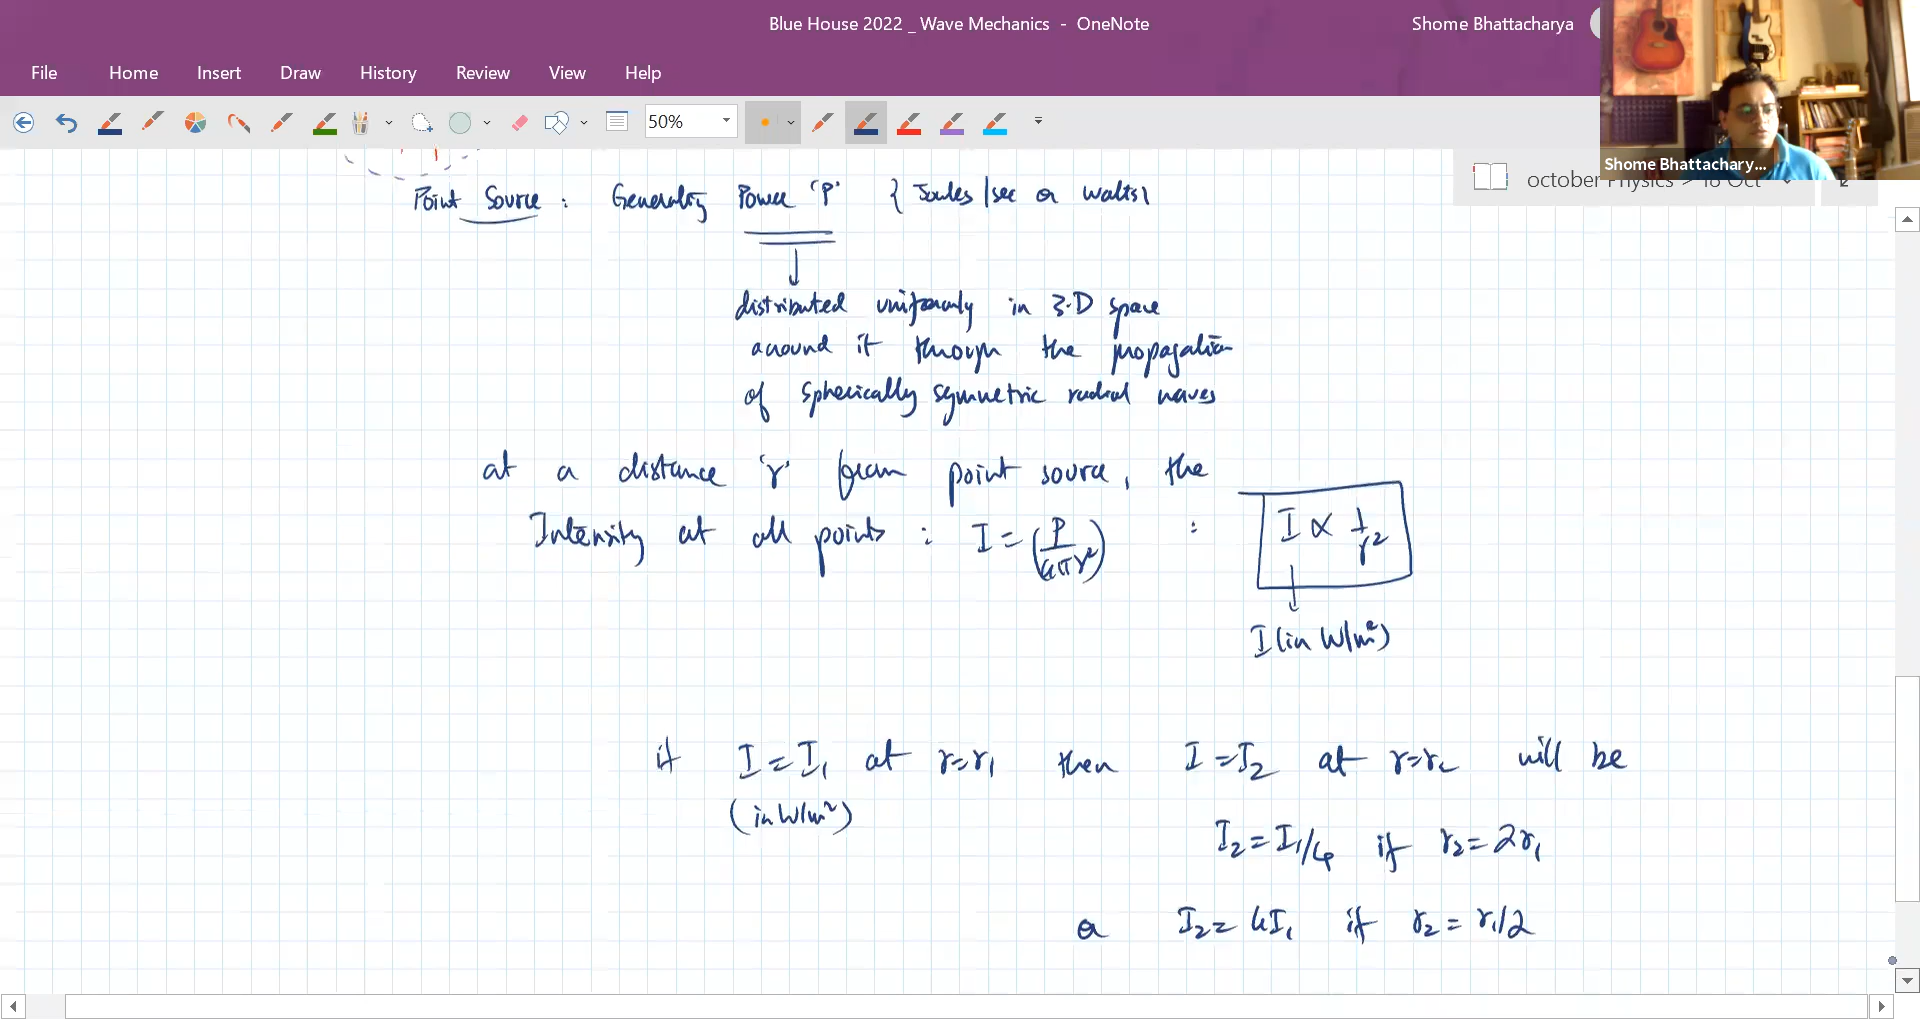 Blue House 2022 _ Wave Mechanics - OneNote
Shome Bhattacharya
File Home Insert Draw History Review View Help
50%
Shome Bhattachary...
october Physics > 18 Oct
Point Source : Generating Power 'P' { Joules/sec or watts}
distributed uniformly in 3-D space
around it through the propagation
of spherically symmetric radial waves
at a distance 'r' from point source, the
Intensity at all points : I = (P/4πr²) : I ∝ 1/r²
I (in W/m²)
if I = I₁ at r=r₁ then I = I₂ at r=r₂ will be
(in W/m²)
I₂ = I₁/4 if r₂ = 2r₁
or I₂ = 4I₁ if r₂ = r₁/2